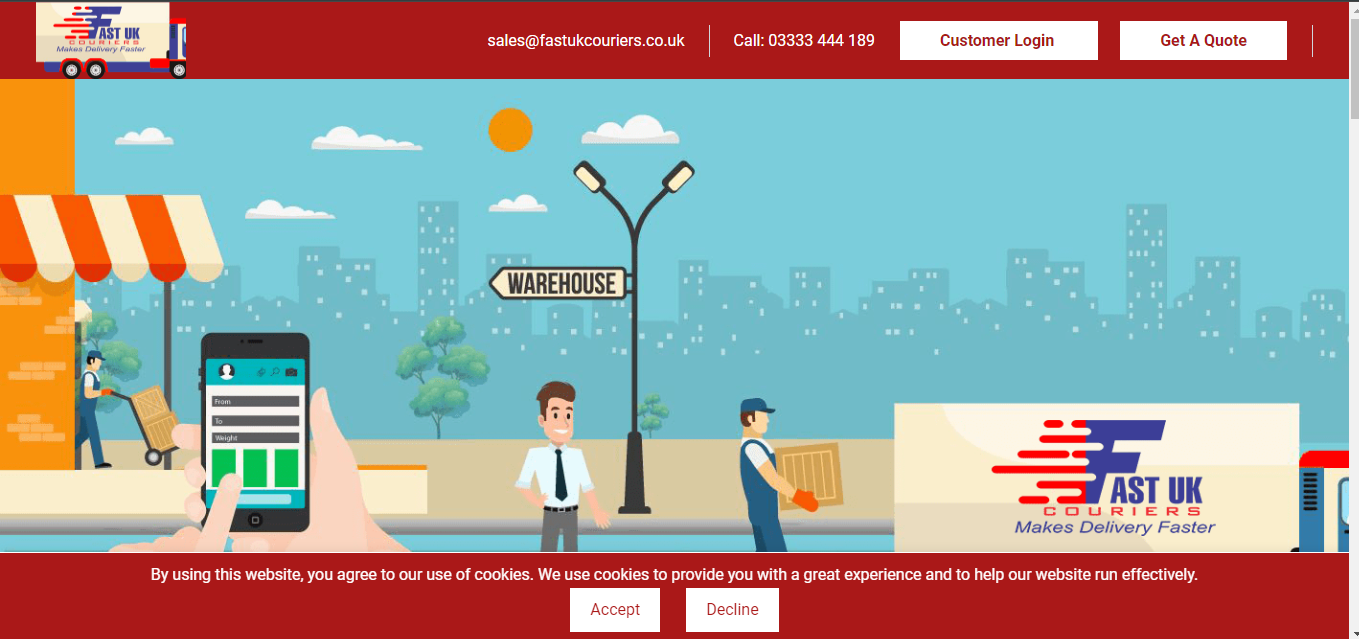 FAST UK
COURIERS
Makes Delivery Faster
sales@fastukcouriers.co.uk
Call: 03333 444 189
Customer Login
Get A Quote
WAREHOUSE
From
To
Weight
FAST UK
COURIERS
Makes Delivery Faster
By using this website, you agree to our use of cookies. We use cookies to provide you with a great experience and to help our website run effectively.
Accept
Decline